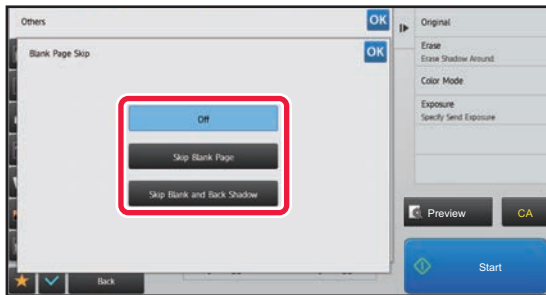 Others
OK
Blank Page Skip
OK
Off
Skip Blank Page
Skip Blank and Back Shadow
Back
Original
Erase
Erase Shadow Around
Color Mode
Exposure
Specify Send Exposure
Preview
CA
Start